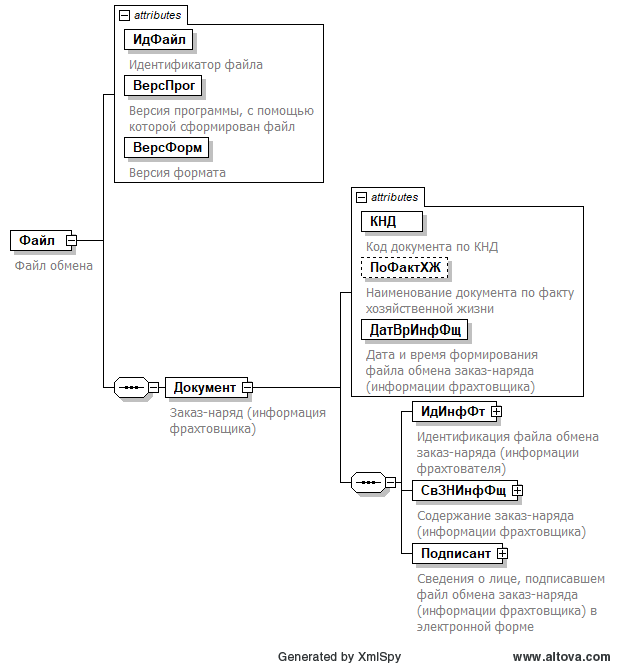 attributes
ИдФайл
Идентификатор файла
ВерсПрог
Версия программы, с помощью
которой сформирован файл
ВерсФорм
Версия формата
Файл
Файл обмена
attributes
КНД
Код документа по КНД
ПоФактХЖ
Наименование документа по факту
хозяйственной жизни
ДатВрИнфФщ
Дата и время формирования
файла обмена заказ-наряда
(информации фрахтовщика)
Документ
Заказ-наряд (информация
фрахтовщика)
ИдИнфФт
Идентификация файла обмена
заказ-наряда (информации
фрахтователя)
СвЗНИнфФщ
Содержание заказ-наряда
(информации фрахтовщика)
Подписант
Сведения о лице, подписавшем
файл обмена заказ-наряда
(информации фрахтовщика) в
электронной форме
Generated by XmlSpy
www.altova.com